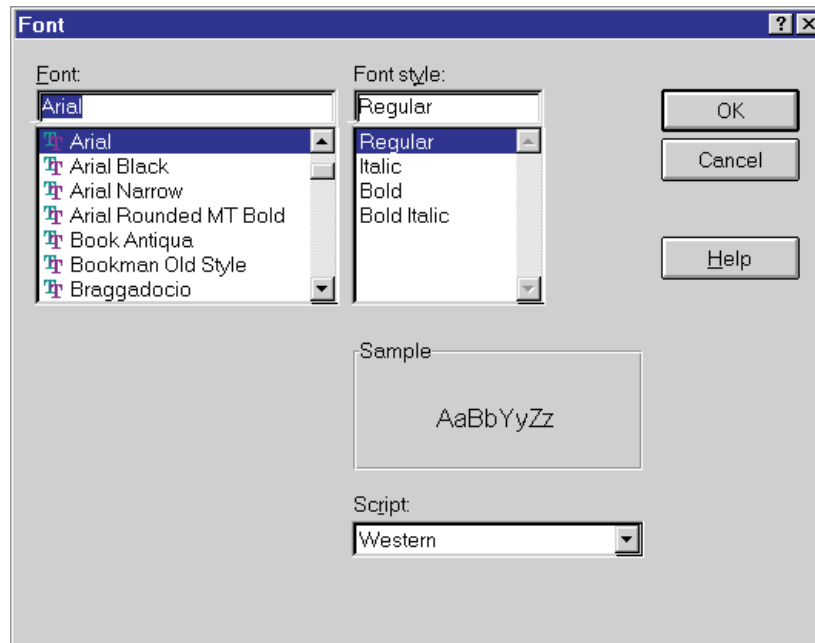 Font
Font:
Arial
Arial
Arial Black
Arial Narrow
Arial Rounded MT Bold
Book Antiqua
Bookman Old Style
Braggadocio
Font style:
Regular
Regular
Italic
Bold
Bold Italic
OK
Cancel
Help
Sample
AaBbYyZz
Script:
Western